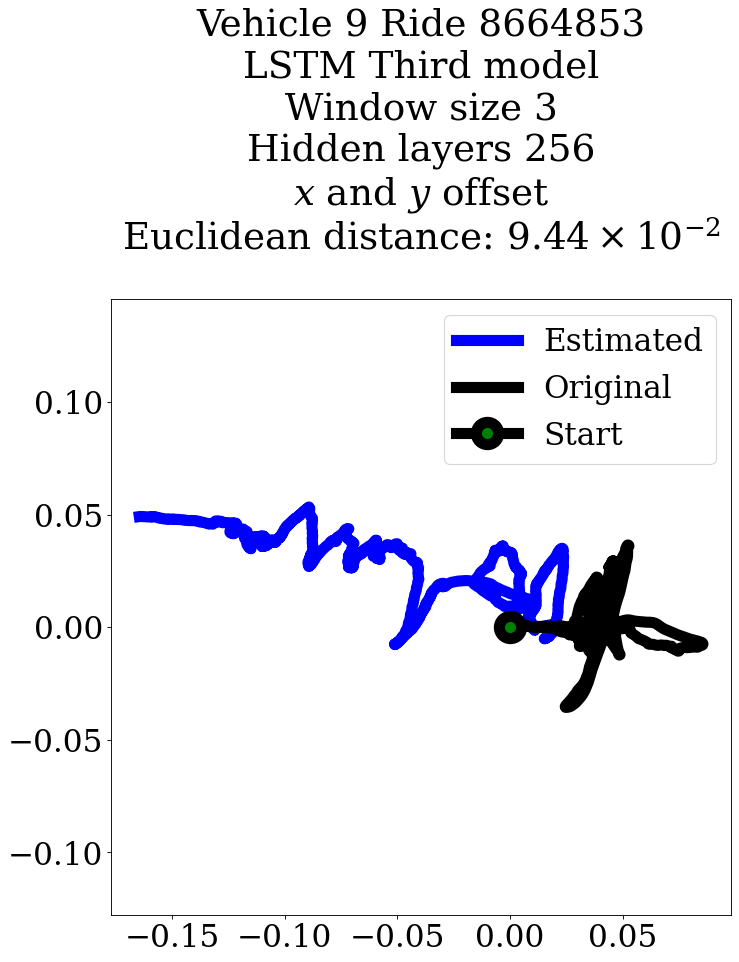 Vehicle 9 Ride 8664853
LSTM Third model
Window size 3
Hidden layers 256
x and y offset
Euclidean distance: 9.44 × 10⁻²
Estimated
Original
Start
0.10
0.05
0.00
−0.05
−0.10
−0.15 −0.10 −0.05 0.00 0.05